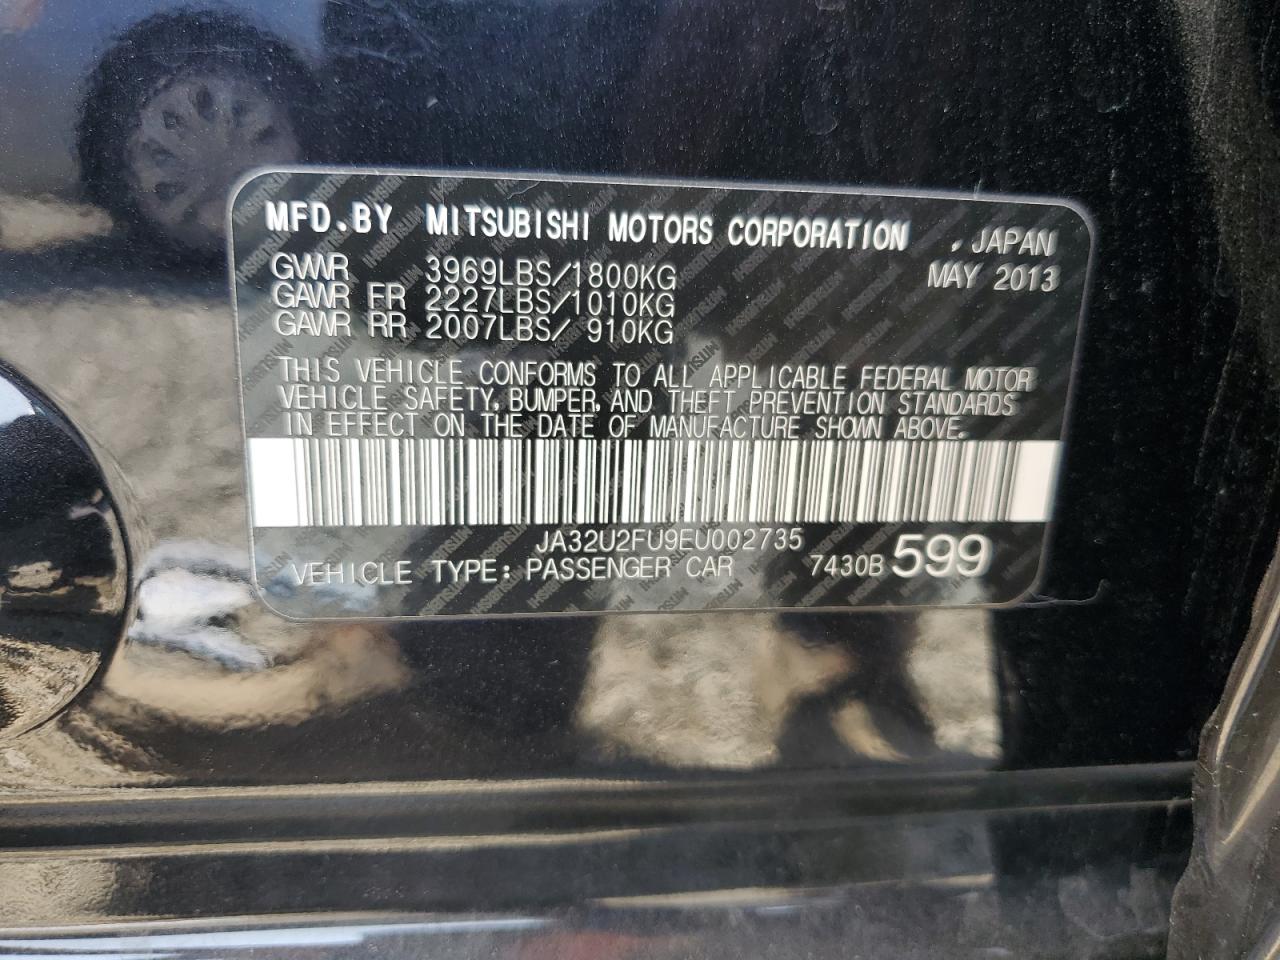 MFD.BY MITSUBISHI MOTORS CORPORATION , JAPAN
GVWR 3969LBS/1800KG MAY 2013
GAWR FR 2227LBS/1010KG
GAWR RR 2007LBS/ 910KG
THIS VEHICLE CONFORMS TO ALL APPLICABLE FEDERAL MOTOR
VEHICLE SAFETY, BUMPER, AND THEFT PREVENTION STANDARDS
IN EFFECT ON THE DATE OF MANUFACTURE SHOWN ABOVE.
JA32U2FU9EU002735
VEHICLE TYPE: PASSENGER CAR 7430B 599